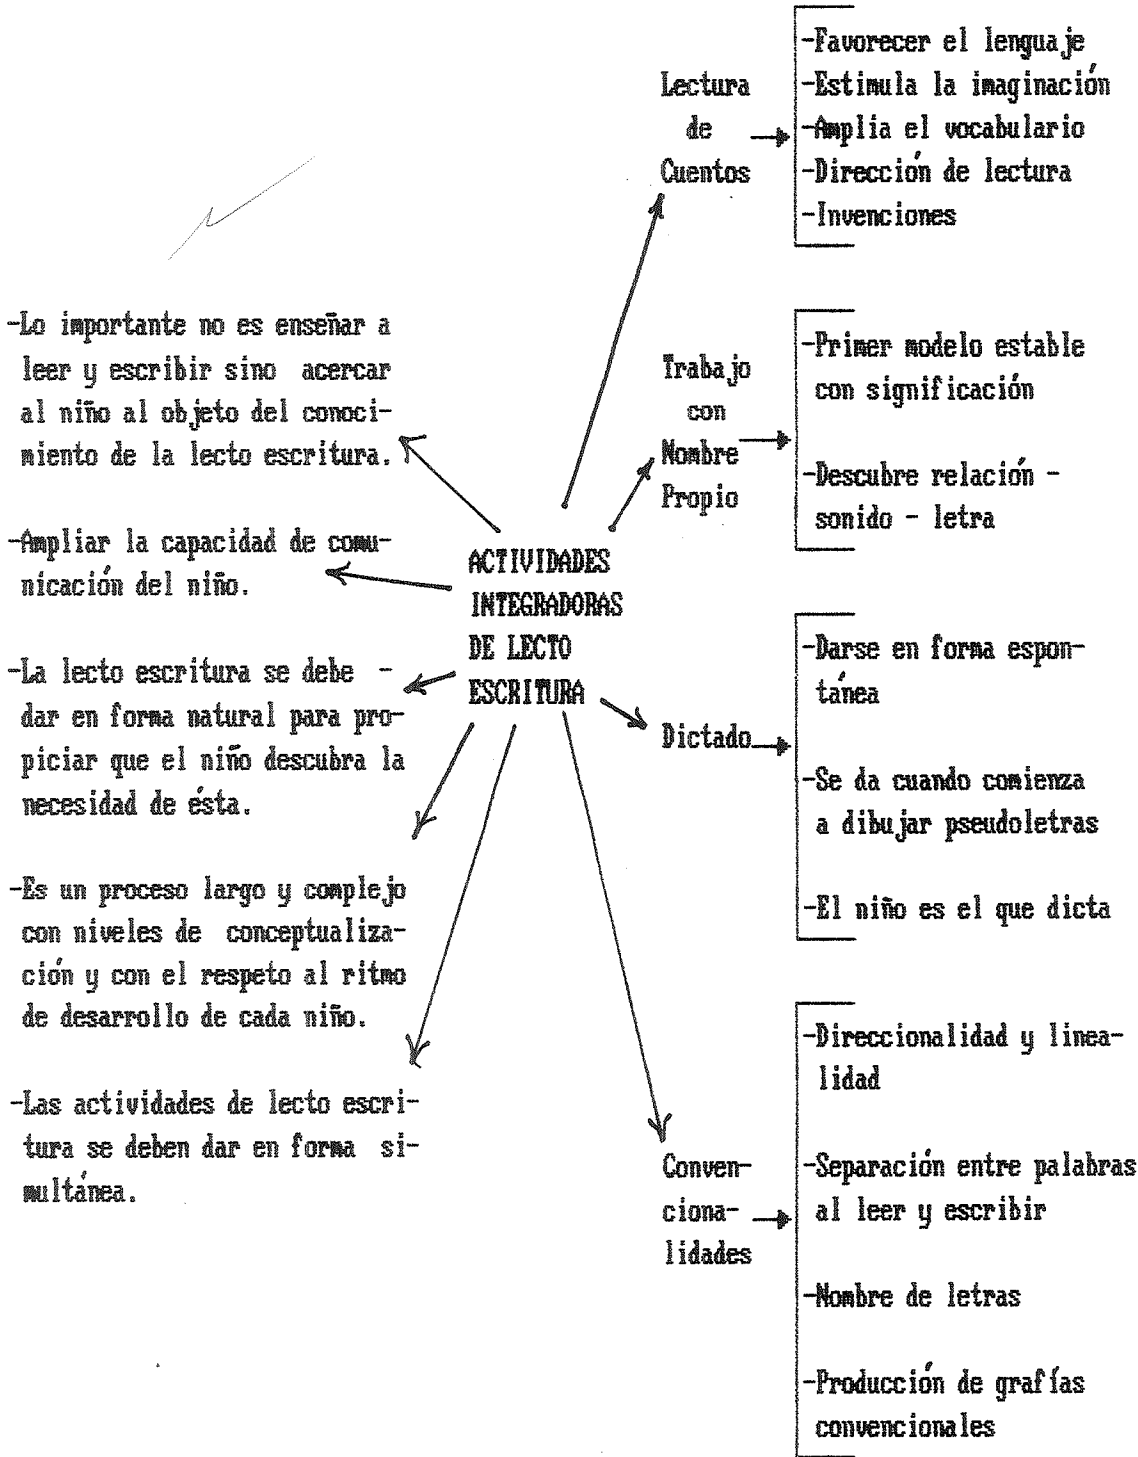 -Lo importante no es enseñar a
leer y escribir sino acercar
al niño al objeto del conoci-
miento de la lecto escritura.
-Ampliar la capacidad de comu-
nicación del niño.
-La lecto escritura se debe -
dar en forma natural para pro-
piciar que el niño descubra la
necesidad de ésta.
-Es un proceso largo y complejo
con niveles de conceptualiza-
ción y con el respeto al ritmo
de desarrollo de cada niño.
-Las actividades de lecto escri-
tura se deben dar en forma si-
multánea.
ACTIVIDADES
INTEGRADORAS
DE LECTO
ESCRITURA
Lectura
de
Cuentos
-Favorecer el lenguaje
-Estimula la imaginación
-Amplia el vocabulario
-Dirección de lectura
-Invenciones
Trabajo
con
Nombre
Propio
-Primer modelo estable
con significación
-Descubre relación -
sonido - letra
Dictado
-Darse en forma espon-
tánea
-Se da cuando comienza
a dibujar pseudoletras
-El niño es el que dicta
Conven-
ciona-
lidades
-Direccionalidad y linea-
lidad
-Separación entre palabras
al leer y escribir
-Nombre de letras
-Producción de grafías
convencionales